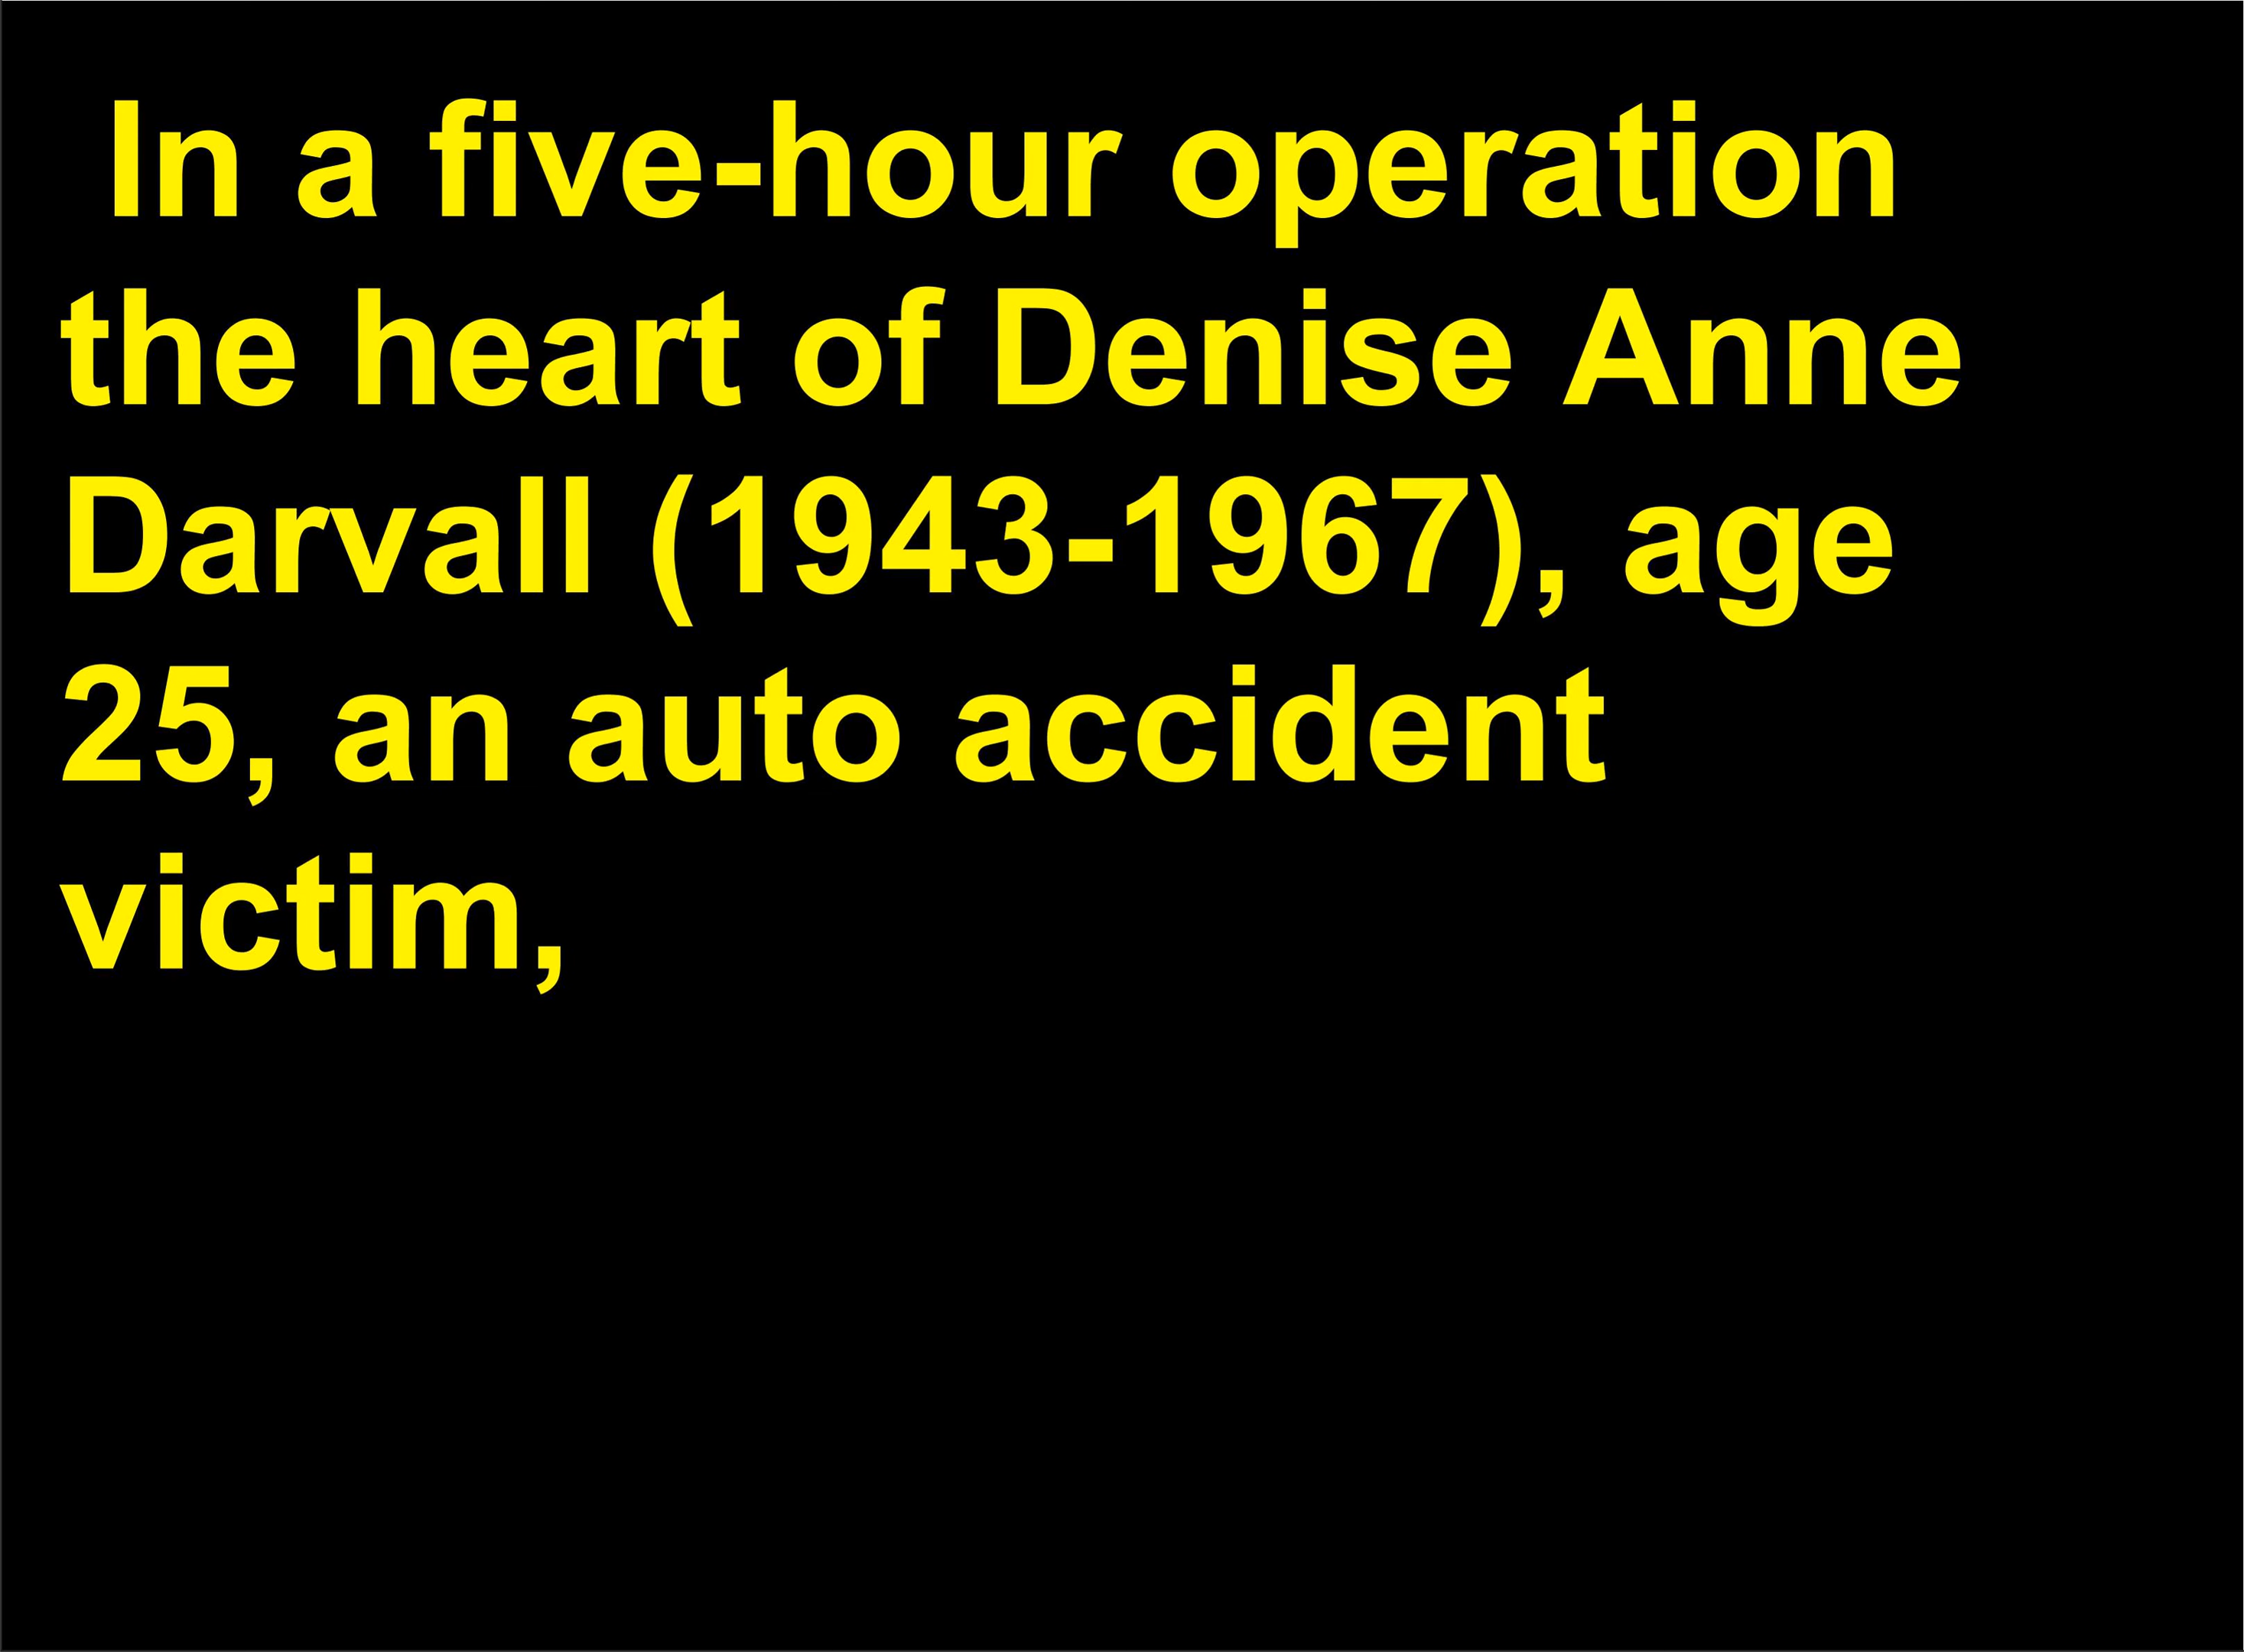 In a five-hour operation
the heart of Denise Anne
Darvall (1943-1967), age
25, an auto accident
victim,